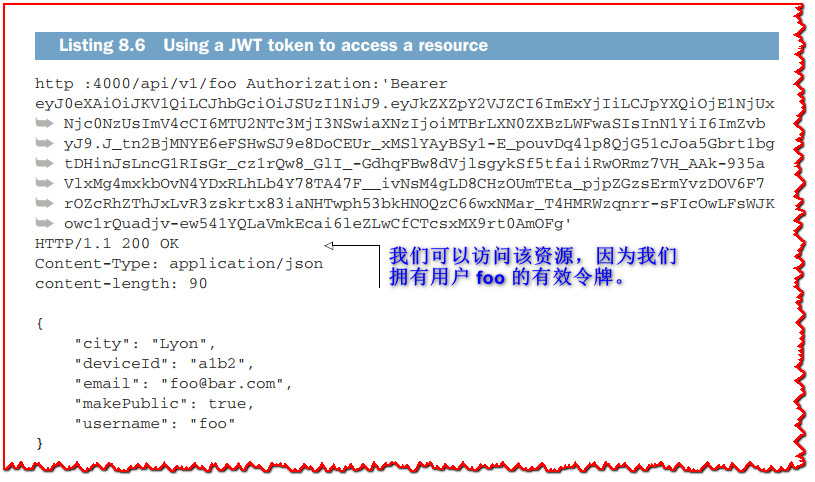 Listing 8.6 Using a JWT token to access a resource
http :4000/api/v1/foo Authorization:'Bearer
eyJ0eXAiOiJKV1QiLCJhbGciOiJSUzI1NiJ9.eyJkZXZpY2VJZCI6ImExYjIiLCJpYXQiOjE1NjUx
Njc0NzUsImV4cCI6MTU2NTc3MjI3NSwiaXNzIjoiMTBrLXN0ZXBzLWFwaSIsInN1YiI6ImZvb
yJ9.J_tn2BjMNYE6eFSHwSJ9e8DoCEUr_xMSlYAyBSy1-E_pouvDq4lp8QjG51cJoa5Gbrt1bg
tDHinJsLncG1RIsGr_cz1rQw8_GlI_-GdhqFBw8dVjlsgykSf5tfaiiRwORmz7VH_AAk-935a
VlxMg4mxkbOvN4YDxRLhLb4Y78TA47F__ivNsM4gLD8CHzOUmTEta_pjpZGzsErmYvzDOV6F7
rOZcRhZThJxLvR3zskrtx83iaNHTwph53bkHNOQzC66wxNMar_T4HMRWzqnrr-sFIcOwLFsWJK
owc1rQuadjv-ew541YQLaVmkEcai6leZLwCfCTcsxMX9rt0AmOFg'
HTTP/1.1 200 OK
Content-Type: application/json
content-length: 90
我们可以访问该资源，因为我们
拥有用户 foo 的有效令牌。
{
"city": "Lyon",
"deviceId": "a1b2",
"email": "foo@bar.com",
"makePublic": true,
"username": "foo"
}